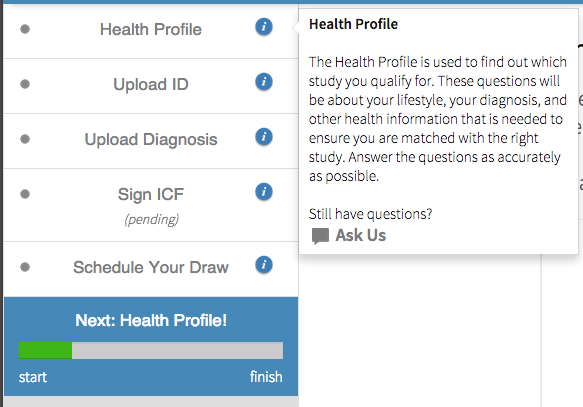 Health Profile
Upload ID
Upload Diagnosis
Sign ICF
(pending)
Schedule Your Draw
Next: Health Profile!
start
finish
Health Profile
The Health Profile is used to find out which
study you qualify for. These questions will
be about your lifestyle, your diagnosis, and
other health information that is needed to
ensure you are matched with the right
study. Answer the questions as accurately
as possible.
Still have questions?
Ask Us